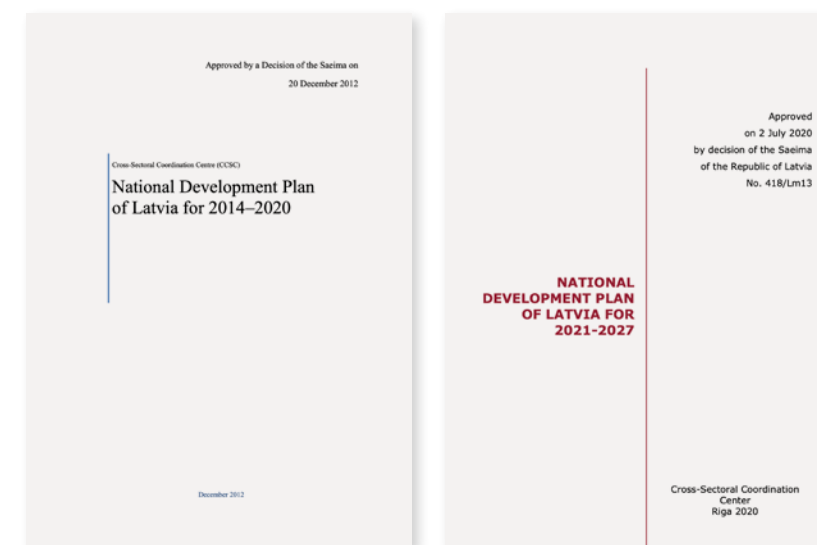 Approved by a Decision of the Saeima on
20 December 2012
Cross-Sectoral Coordination Centre (CCSC)
National Development Plan
of Latvia for 2014–2020
December 2012
Approved
on 2 July 2020
by decision of the Saeima
of the Republic of Latvia
No. 418/Lm13
NATIONAL
DEVELOPMENT PLAN
OF LATVIA FOR
2021-2027
Cross-Sectoral Coordination
Center
Riga 2020